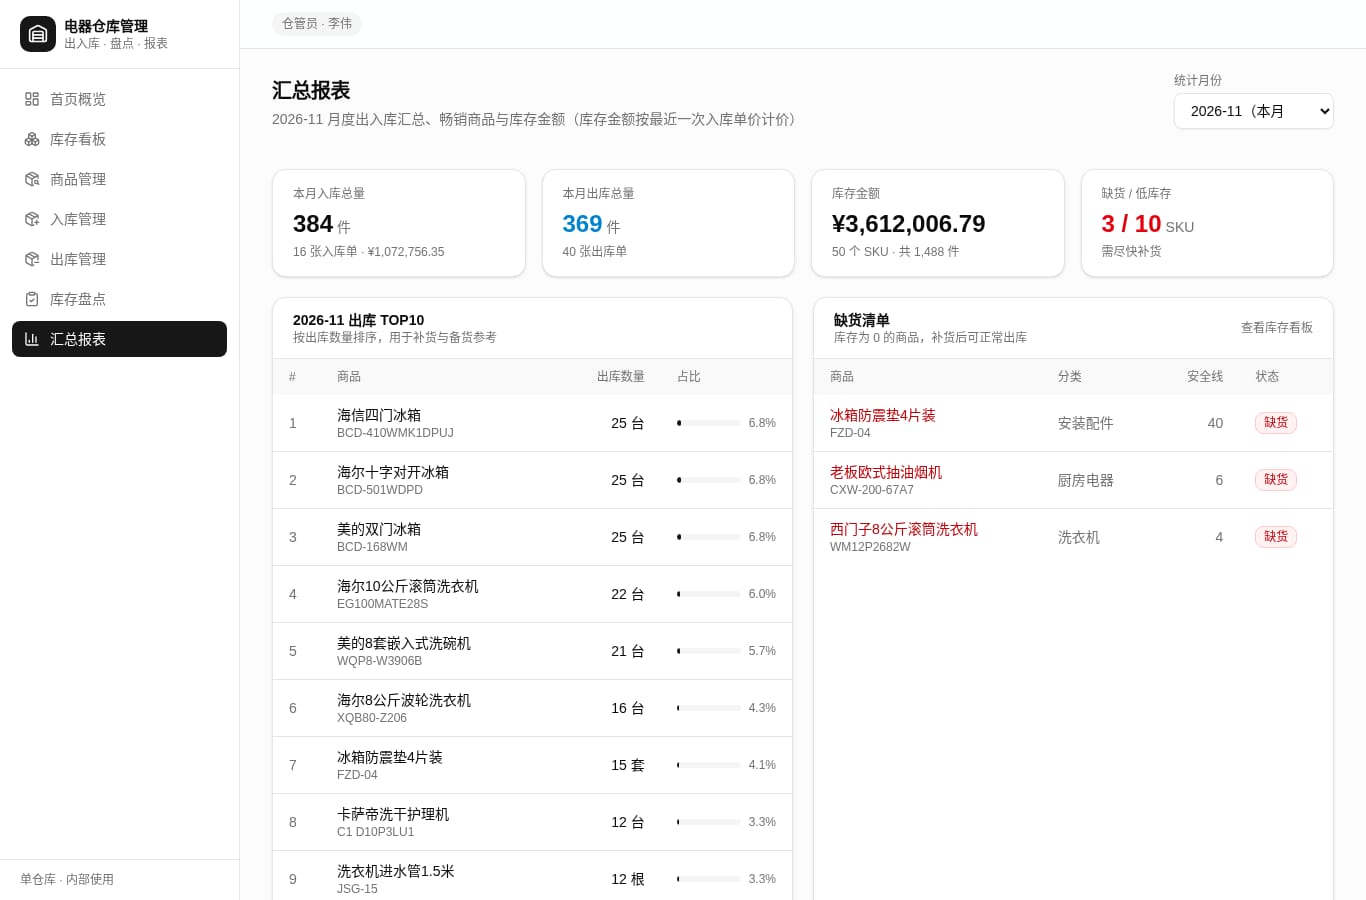 电器仓库管理
出入库 · 盘点 · 报表
首页概览
库存看板
商品管理
入库管理
出库管理
库存盘点
汇总报表
单仓库 · 内部使用
仓管员 · 李伟
汇总报表
2026-11 月度出入库汇总、畅销商品与库存金额（库存金额按最近一次入库单价计价）
统计月份
2026-11（本月
本月入库总量
384 件
16 张入库单 · ¥1,072,756.35
本月出库总量
369 件
40 张出库单
库存金额
¥3,612,006.79
50 个 SKU · 共 1,488 件
缺货 / 低库存
3 / 10 SKU
需尽快补货
2026-11 出库 TOP10
按出库数量排序，用于补货与备货参考
# 商品 出库数量 占比
1 海信四门冰箱 25 台 6.8%
BCD-410WMK1DPUJ
2 海尔十字对开冰箱 25 台 6.8%
BCD-501WDPD
3 美的双门冰箱 25 台 6.8%
BCD-168WM
4 海尔10公斤滚筒洗衣机 22 台 6.0%
EG100MATE28S
5 美的8套嵌入式洗碗机 21 台 5.7%
WQP8-W3906B
6 海尔8公斤波轮洗衣机 16 台 4.3%
XQB80-Z206
7 冰箱防震垫4片装 15 套 4.1%
FZD-04
8 卡萨帝洗干护理机 12 台 3.3%
C1 D10P3LU1
9 洗衣机进水管1.5米 12 根 3.3%
JSG-15
缺货清单
库存为 0 的商品，补货后可正常出库
查看库存看板
商品 分类 安全线 状态
冰箱防震垫4片装 安装配件 40 缺货
FZD-04
老板欧式抽油烟机 厨房电器 6 缺货
CXW-200-67A7
西门子8公斤滚筒洗衣机 洗衣机 4 缺货
WM12P2682W